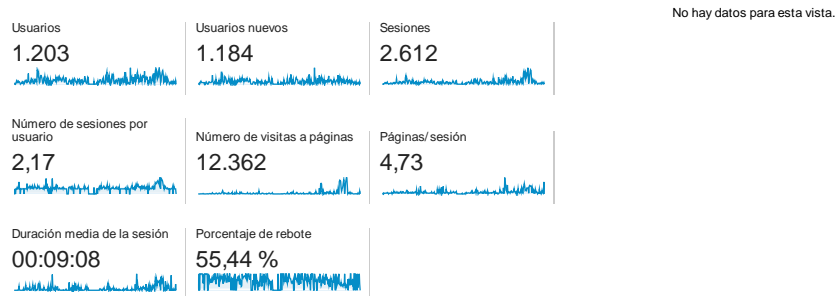 No hay datos para esta vista.
Usuarios
1.203
Usuarios nuevos
1.184
Sesiones
2.612
Número de sesiones por
usuario
2,17
Número de visitas a páginas
12.362
Páginas/sesión
4,73
Duración media de la sesión
00:09:08
Porcentaje de rebote
55,44 %